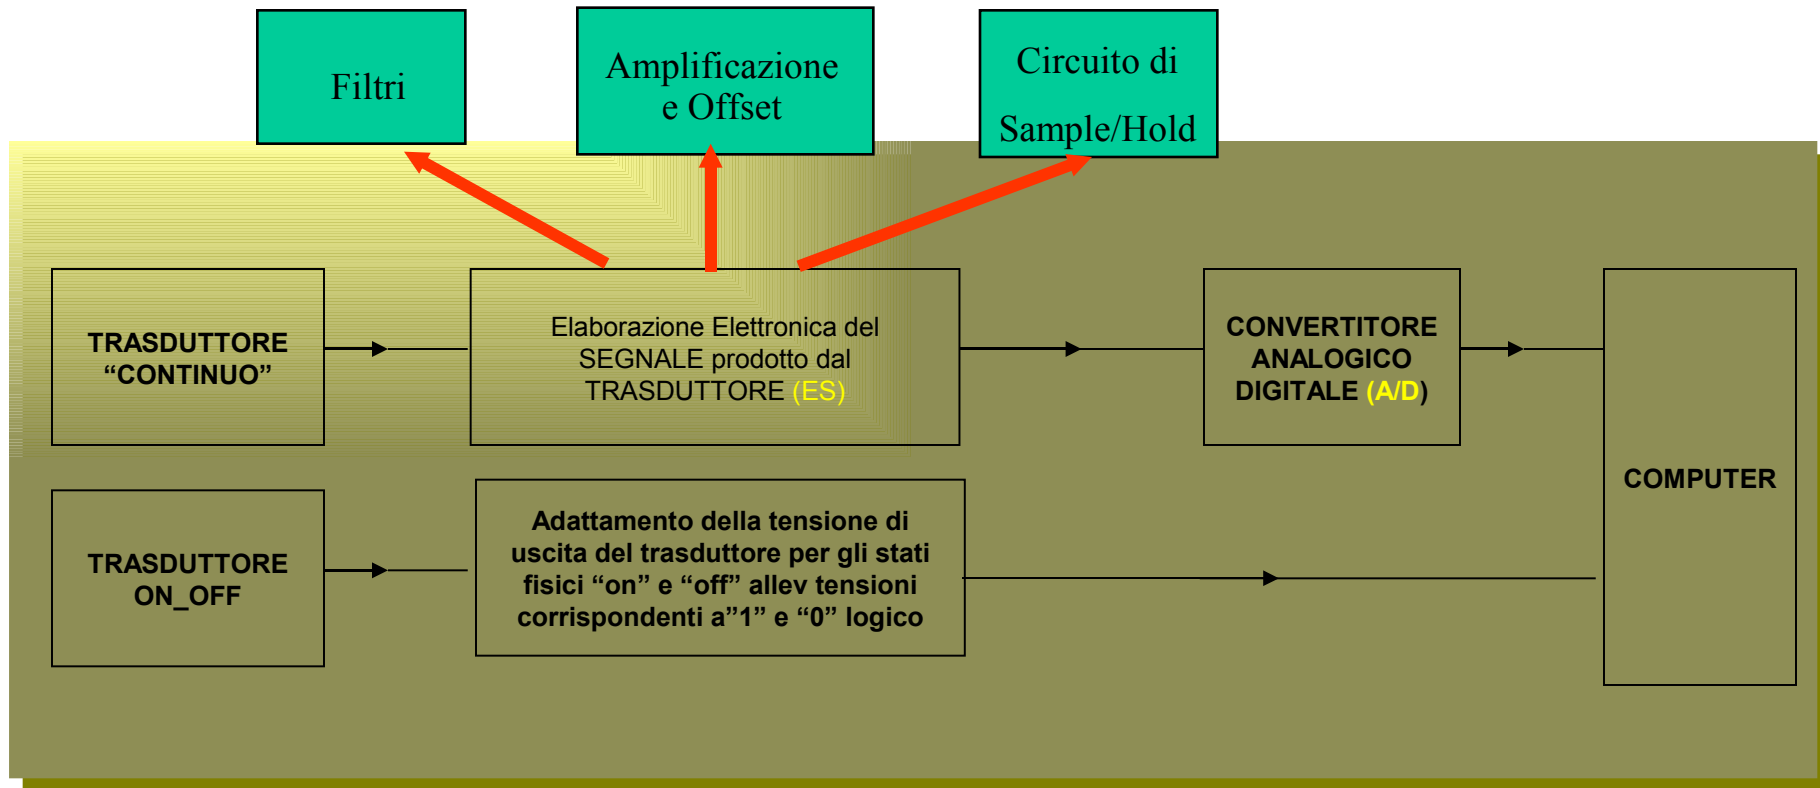 Filtri
Amplificazione
e Offset
Circuito di
Sample/Hold
TRASDUTTORE
“CONTINUO”
Elaborazione Elettronica del
SEGNALE prodotto dal
TRASDUTTORE (ES)
CONVERTITORE
ANALOGICO
DIGITALE (A/D)
COMPUTER
TRASDUTTORE
ON_OFF
Adattamento della tensione di
uscita del trasduttore per gli stati
fisici “on” e “off” allev tensioni
corrispondenti a”1” e “0” logico